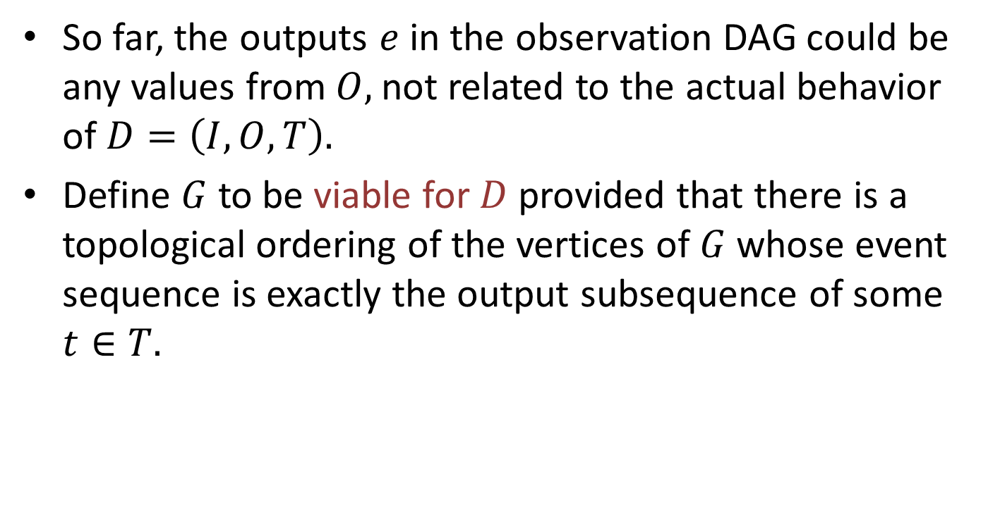 • So far, the outputs 𝑒 in the observation DAG could be
any values from 𝑂, not related to the actual behavior
of 𝐷 = (𝐼, 𝑂, 𝑇).
• Define 𝐺 to be viable for 𝐷 provided that there is a
topological ordering of the vertices of 𝐺 whose event
sequence is exactly the output subsequence of some
𝑡 ∈ 𝑇.